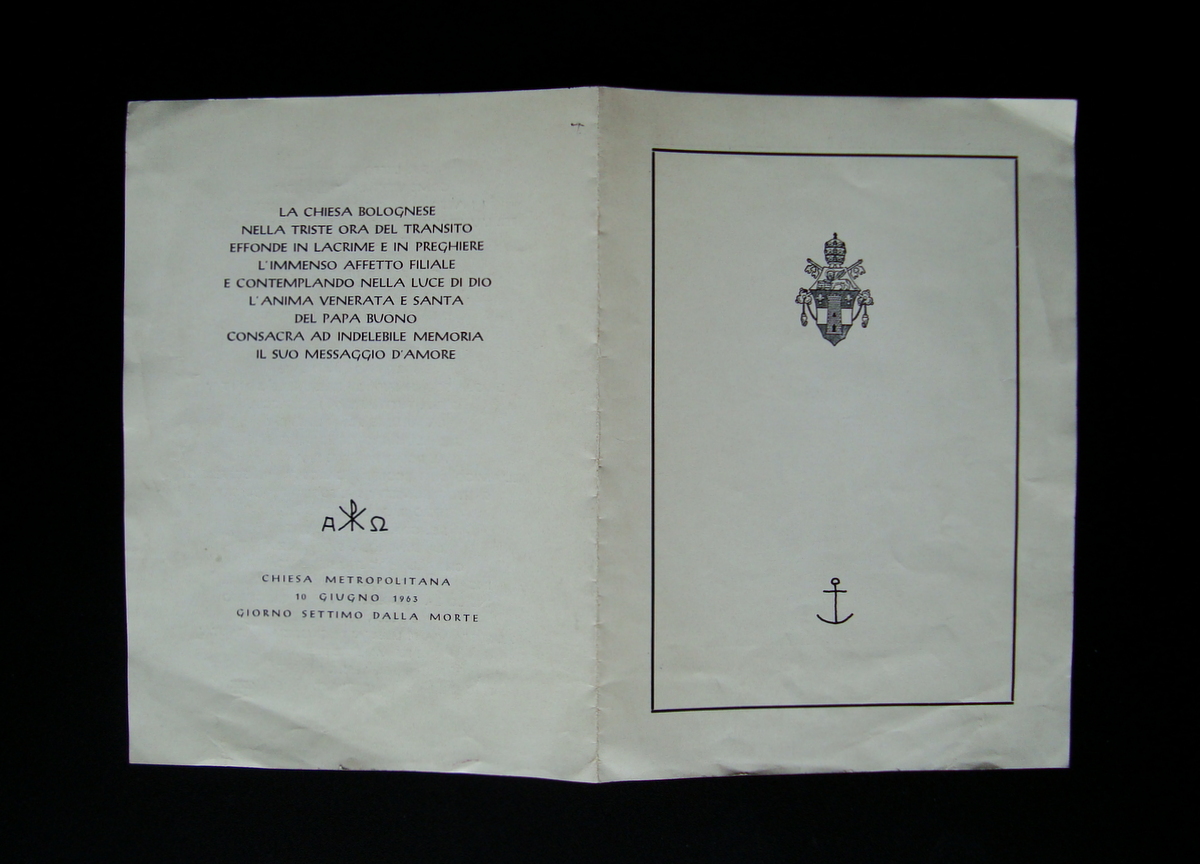 LA CHIESA BOLOGNESE
NELLA TRISTE ORA DEL TRANSITO
EFFONDE IN LACRIME E IN PREGHIERE
L'IMMENSO AFFETTO FILIALE
E CONTEMPLANDO NELLA LUCE DI DIO
L'ANIMA VENERATA E SANTA
DEL PAPA BUONO
CONSACRA AD INDELEBILE MEMORIA
IL SUO MESSAGGIO D'AMORE
A ☧ Ω
CHIESA METROPOLITANA
10 GIUGNO 1963
GIORNO SETTIMO DALLA MORTE